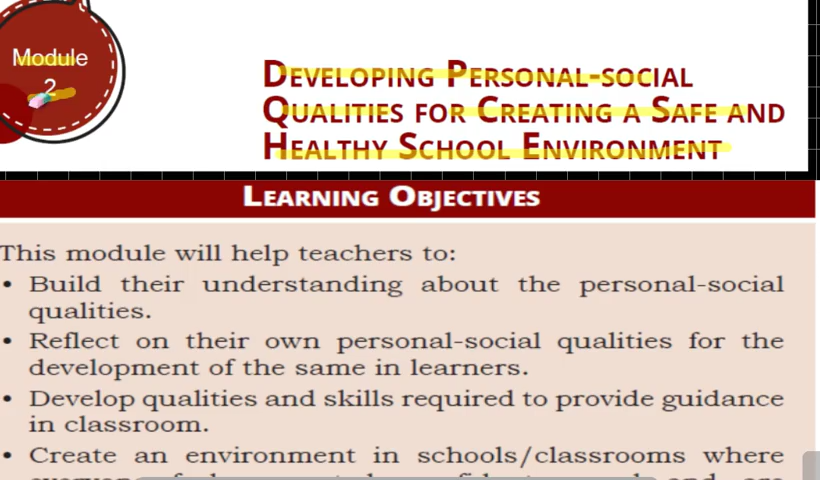 Module
2
DEVELOPING PERSONAL-SOCIAL
QUALITIES FOR CREATING A SAFE AND
HEALTHY SCHOOL ENVIRONMENT
LEARNING OBJECTIVES
This module will help teachers to:
• Build their understanding about the personal-social
qualities.
• Reflect on their own personal-social qualities for the
development of the same in learners.
• Develop qualities and skills required to provide guidance
in classroom.
• Create an environment in schools/classrooms where